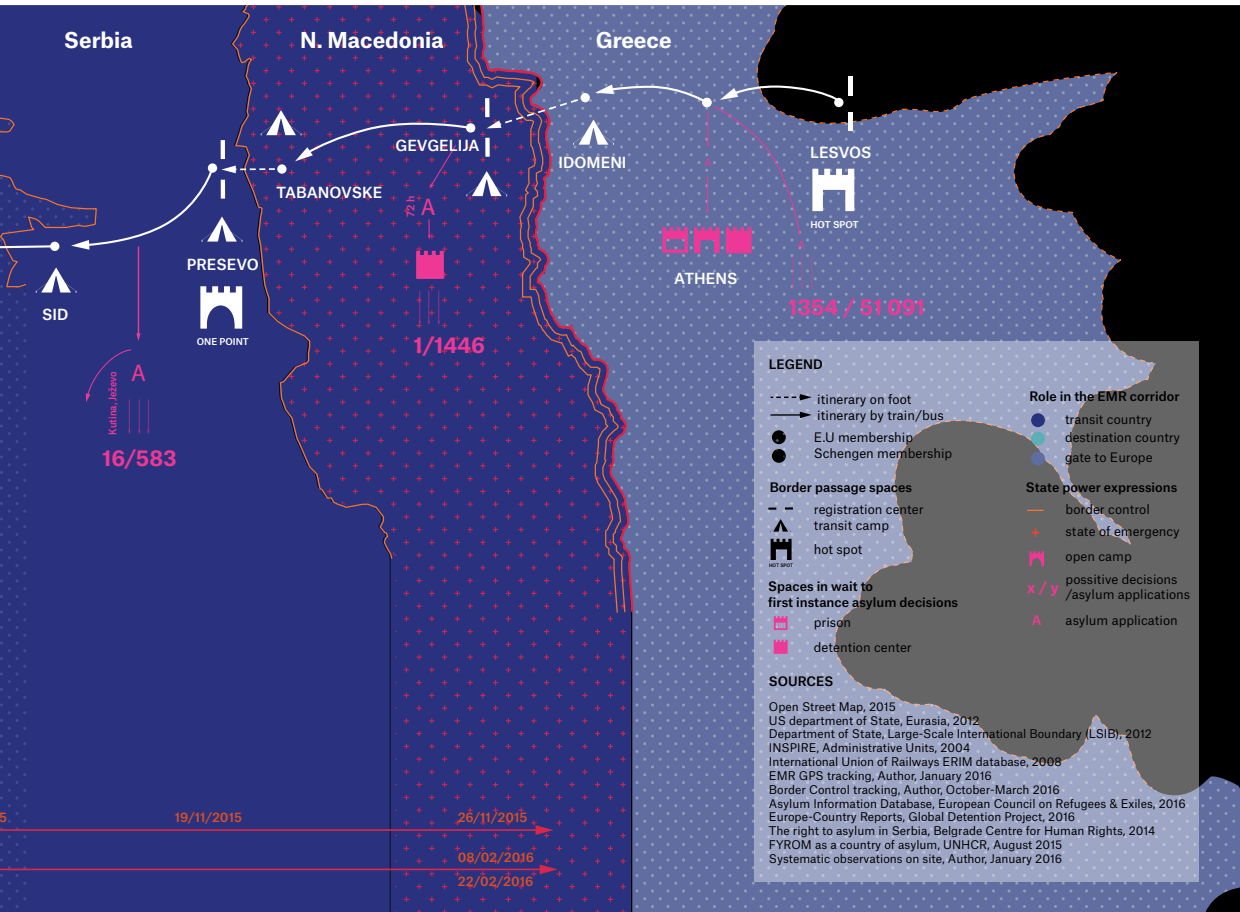 Serbia
N. Macedonia
Greece
GEVGELIJA
IDOMENI
LESVOS
HOT SPOT
TABANOVSKE
72 h
A
PRESEVO
ONE POINT
ATHENS
SID
1354 / 51 091
1/1446
A
Kutina, Ježevo
16/583
LEGEND
itinerary on foot
itinerary by train/bus
E.U membership
Schengen membership
Border passage spaces
registration center
transit camp
hot spot
HOT SPOT
Spaces in wait to
first instance asylum decisions
prison
detention center
Role in the EMR corridor
transit country
destination country
gate to Europe
State power expressions
border control
state of emergency
open camp
x / y possitive decisions
/asylum applications
A asylum application
SOURCES
Open Street Map, 2015
US department of State, Eurasia, 2012
Department of State, Large-Scale International Boundary (LSIB), 2012
INSPIRE, Administrative Units, 2004
International Union of Railways ERIM database, 2008
EMR GPS tracking, Author, January 2016
Border Control tracking, Author, October-March 2016
Asylum Information Database, European Council on Refugees & Exiles, 2016
Europe-Country Reports, Global Detention Project, 2016
The right to asylum in Serbia, Belgrade Centre for Human Rights, 2014
FYROM as a country of asylum, UNHCR, August 2015
Systematic observations on site, Author, January 2016
5
19/11/2015
26/11/2015
08/02/2016
22/02/2016